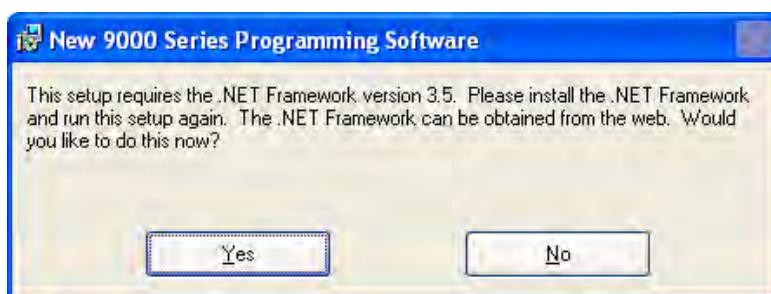 New 9000 Series Programming Software
This setup requires the .NET Framework version 3.5.  Please install the .NET Framework
and run this setup again.  The .NET Framework can be obtained from the web.  Would
you like to do this now?
Yes
No